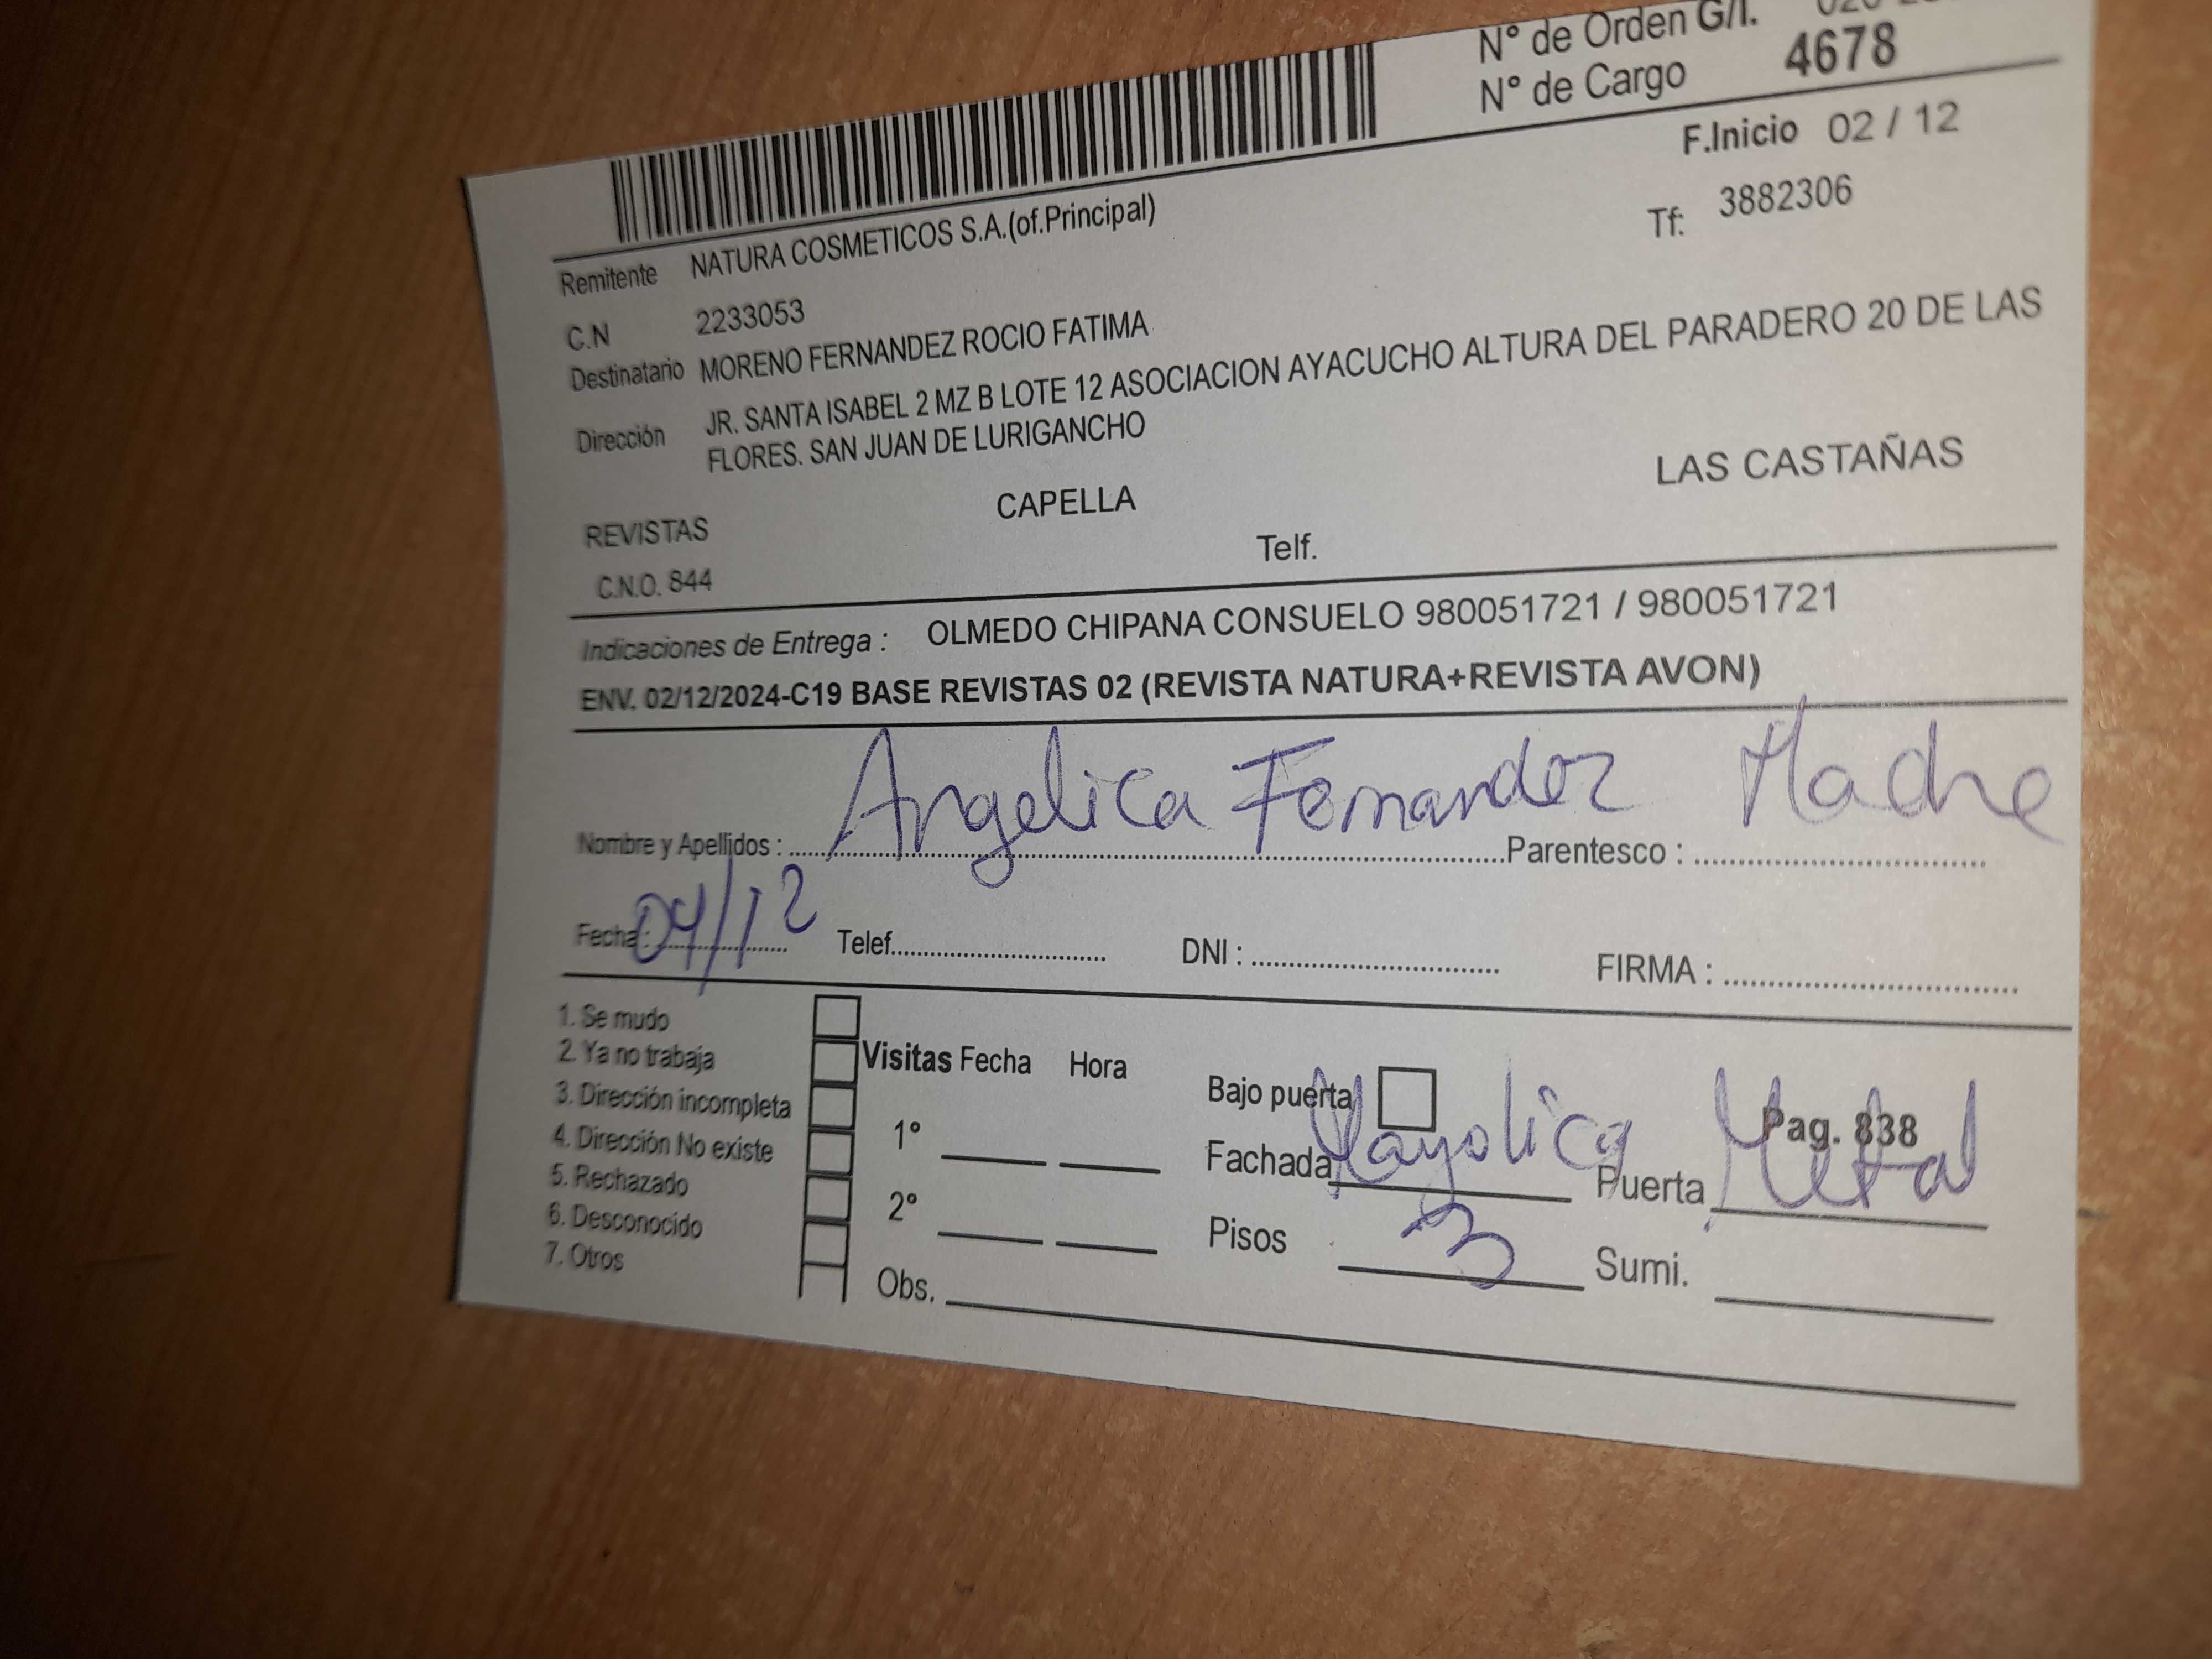 N° de Orden G/I.
N° de Cargo 4678
F.Inicio 02 / 12
Remitente NATURA COSMETICOS S.A.(of.Principal)
Tf: 3882306
C.N 2233053
Destinatario MORENO FERNANDEZ ROCIO FATIMA
Dirección JR. SANTA ISABEL 2 MZ B LOTE 12 ASOCIACION AYACUCHO ALTURA DEL PARADERO 20 DE LAS
FLORES. SAN JUAN DE LURIGANCHO
REVISTAS CAPELLA LAS CASTAÑAS
C.N.O. 844 Telf.
Indicaciones de Entrega : OLMEDO CHIPANA CONSUELO 980051721 / 980051721
ENV. 02/12/2024-C19 BASE REVISTAS 02 (REVISTA NATURA+REVISTA AVON)
Nombre y Apellidos : Angelica Fernandez Parentesco : Madre
Fecha : 04/12 Telef. DNI : FIRMA :
1. Se mudo
2. Ya no trabaja
3. Dirección incompleta
4. Dirección No existe
5. Rechazado
6. Desconocido
7. Otros
Visitas Fecha Hora
1°
2°
Obs.
Bajo puerta Pag. 838
Fachada Mayolica Puerta Metal
Pisos 3 Sumi.